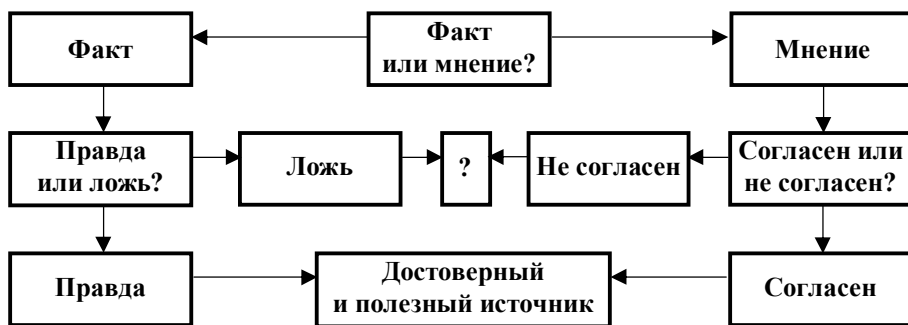 Факт
Факт
или мнение?
Мнение
Правда
или ложь?
Ложь
?
Не согласен
Согласен или
не согласен?
Правда
Достоверный
и полезный источник
Согласен